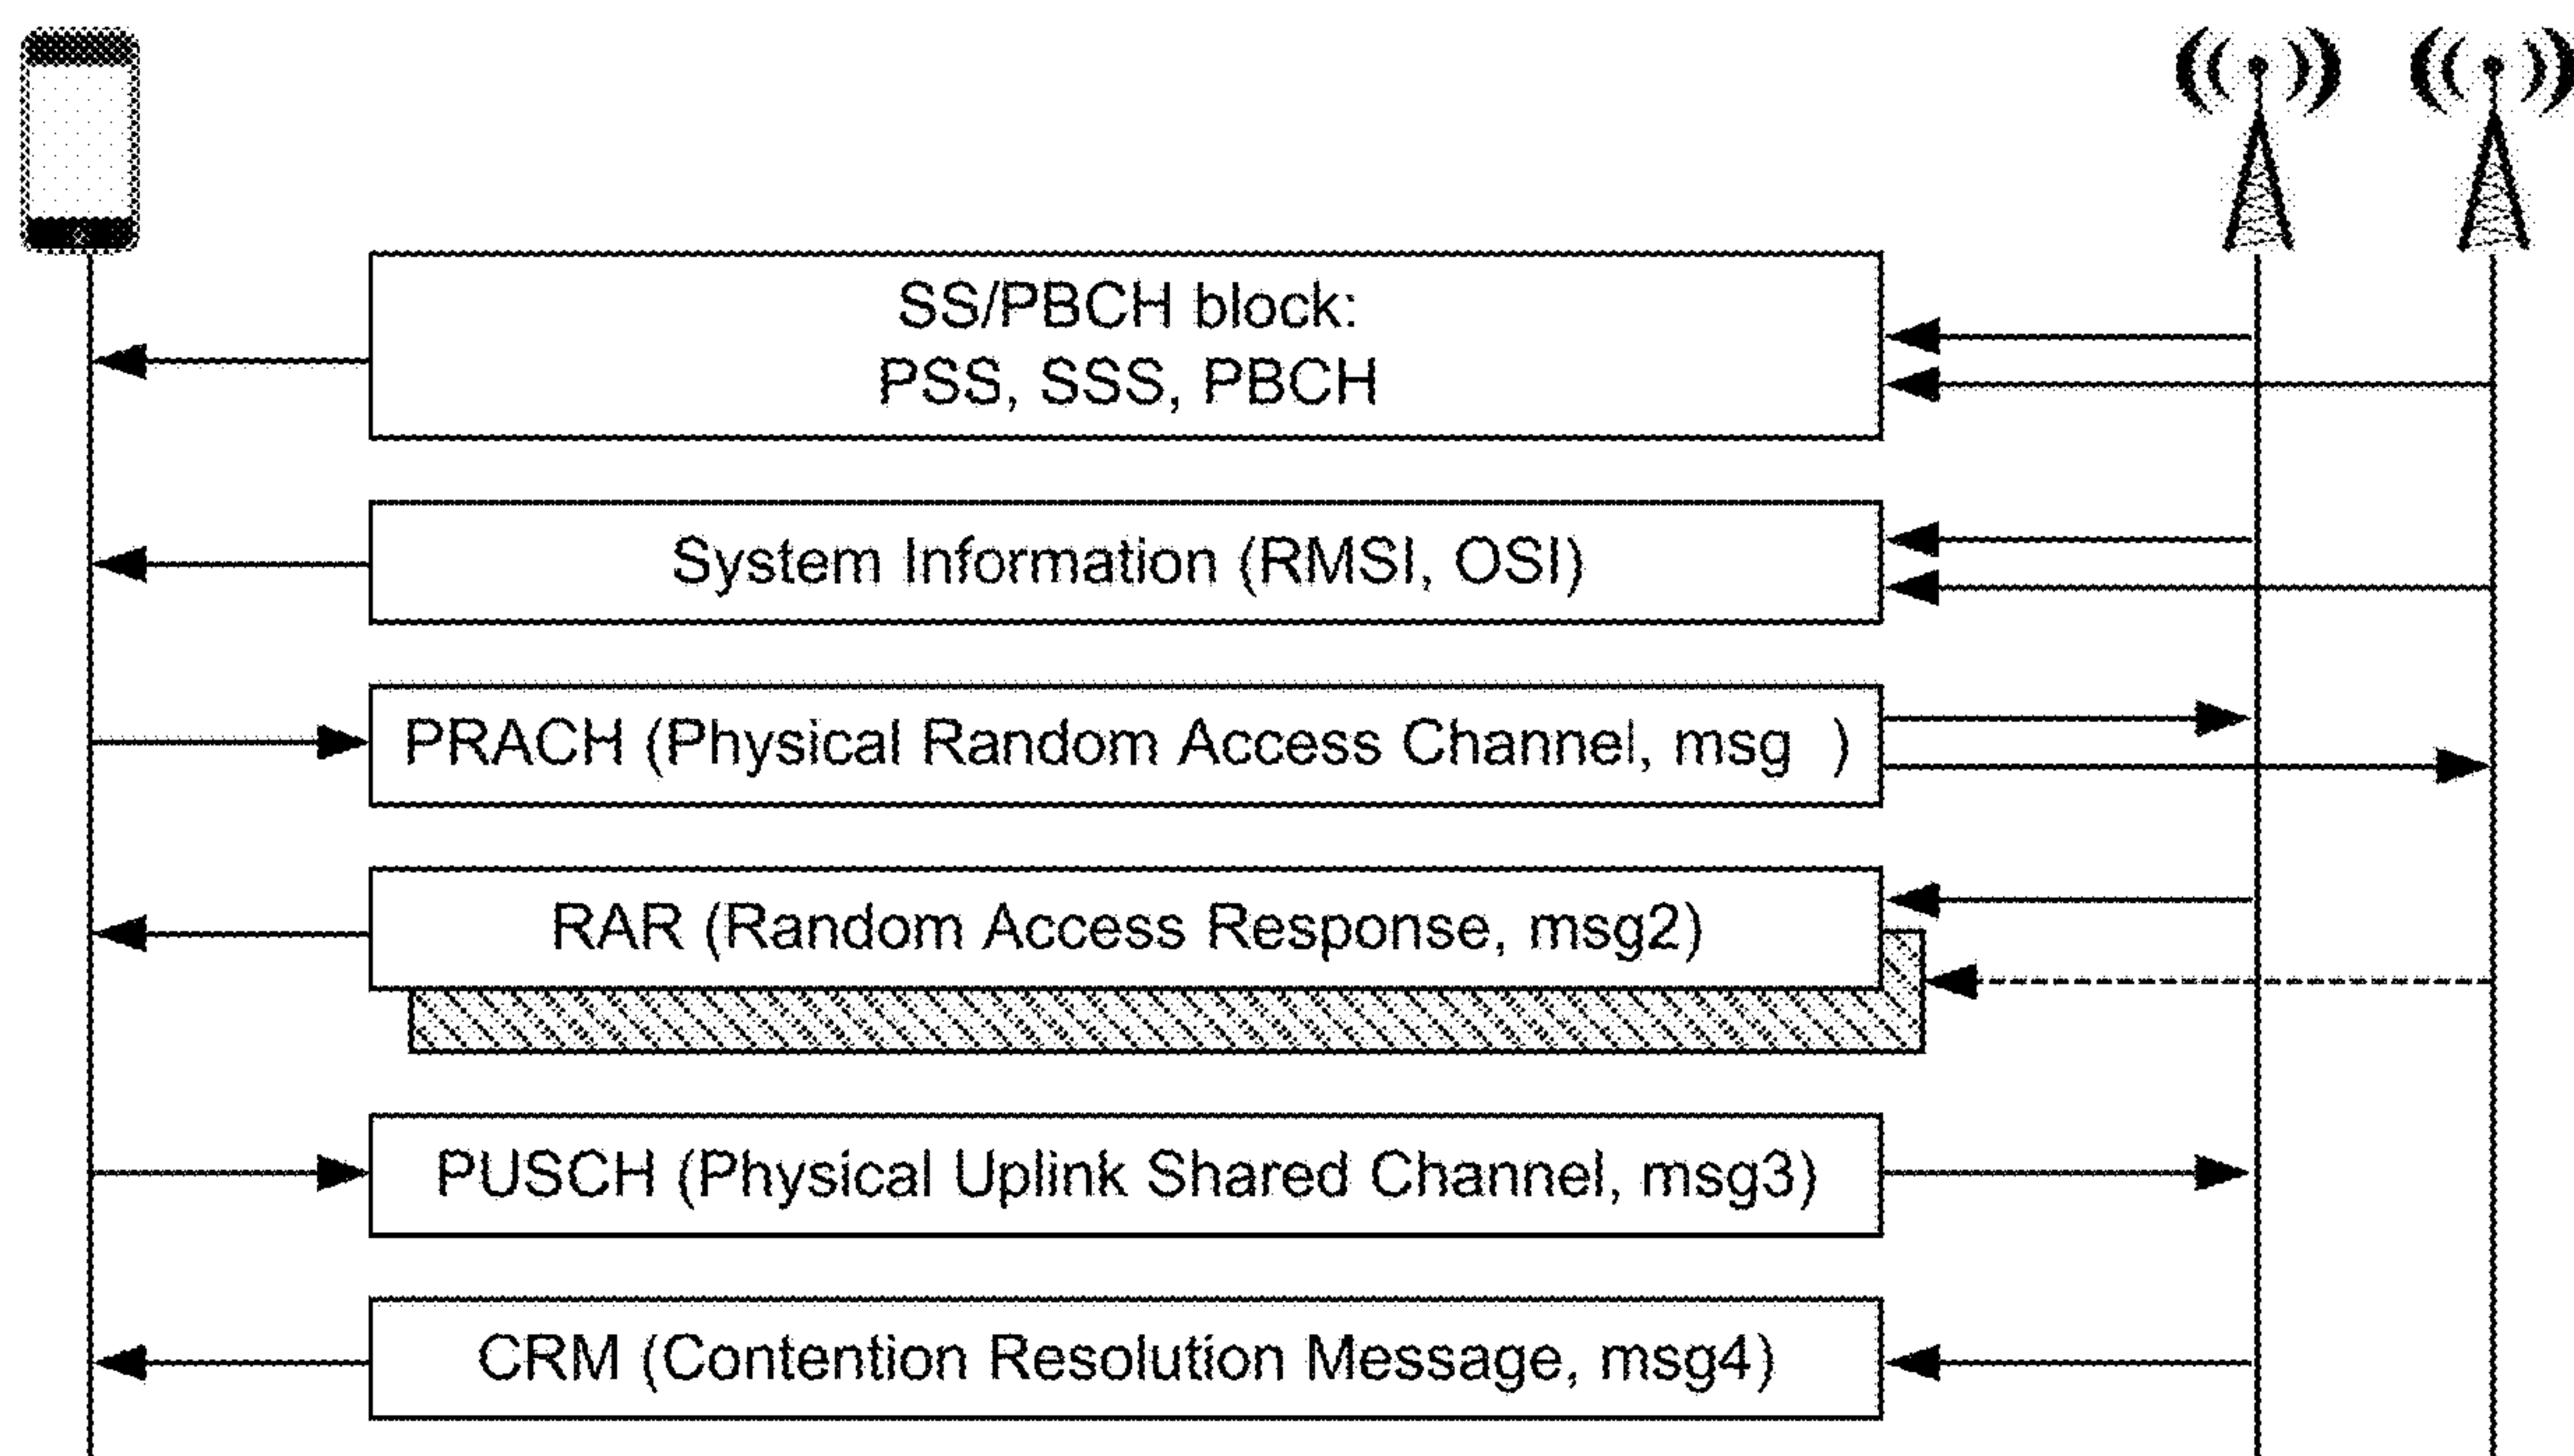 SS/PBCH block:
PSS, SSS, PBCH
System Information (RMSI, OSI)
PRACH (Physical Random Access Channel, msg  )
RAR (Random Access Response, msg2)
PUSCH (Physical Uplink Shared Channel, msg3)
CRM (Contention Resolution Message, msg4)